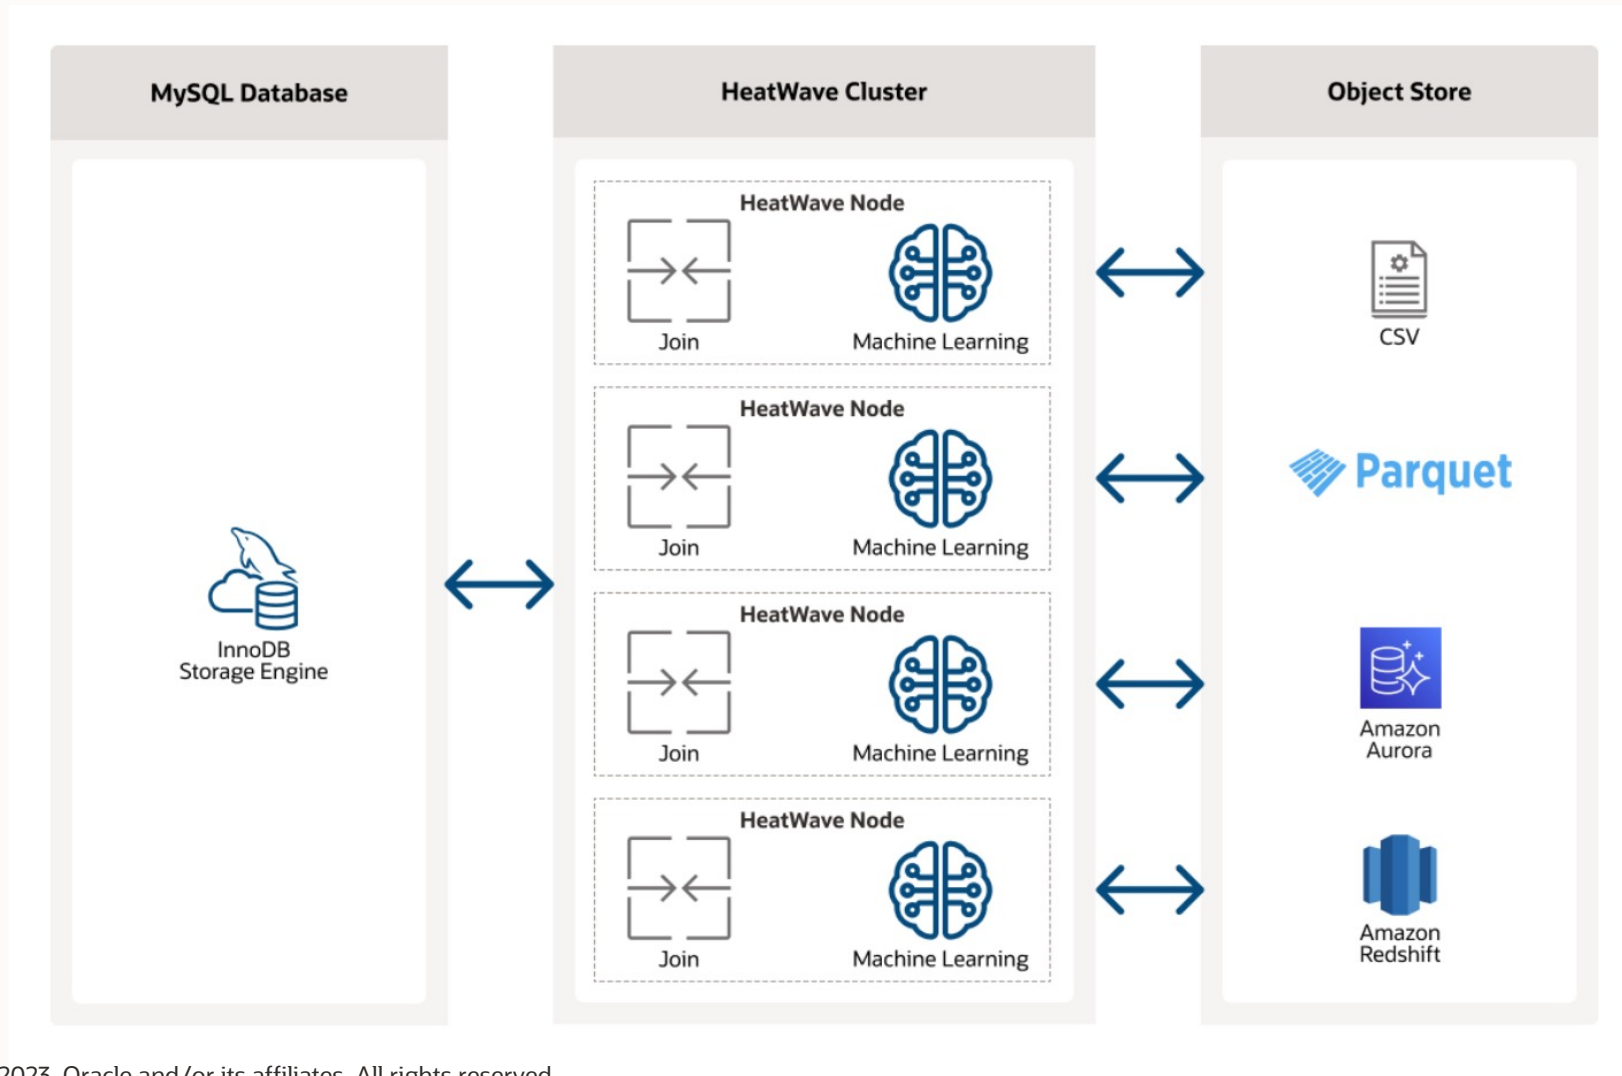 MySQL Database
InnoDB
Storage Engine
HeatWave Cluster
HeatWave Node
Join
Machine Learning
HeatWave Node
Join
Machine Learning
HeatWave Node
Join
Machine Learning
HeatWave Node
Join
Machine Learning
Object Store
CSV
Parquet
Amazon
Aurora
Amazon
Redshift
2023, Oracle and/or its affiliates. All rights reserved.